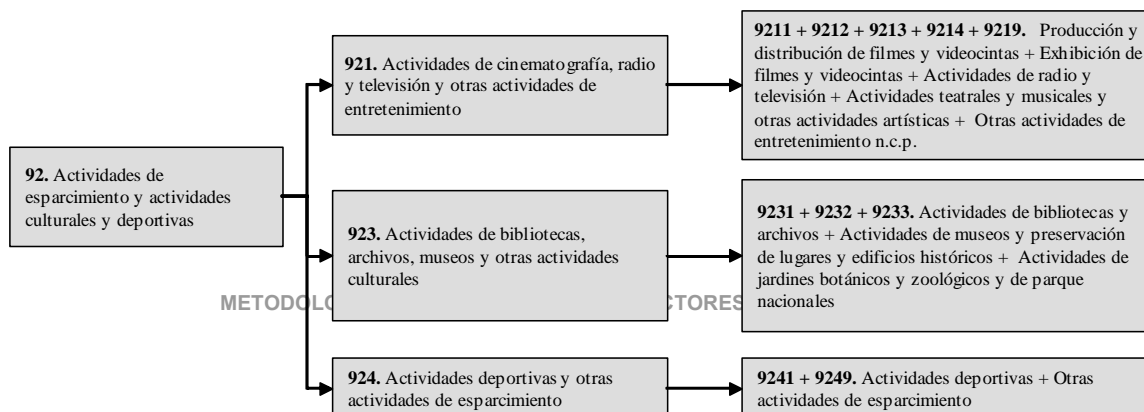 92. Actividades de
esparcimiento y actividades
culturales y deportivas
921. Actividades de cinematografía, radio
y televisión y otras actividades de
entretenimiento
9211 + 9212 + 9213 + 9214 + 9219. Producción y
distribución de filmes y videocintas + Exhibición de
filmes y videocintas + Actividades de radio y
televisión + Actividades teatrales y musicales y
otras actividades artísticas + Otras actividades de
entretenimiento n.c.p.
923. Actividades de bibliotecas,
archivos, museos y otras actividades
culturales
9231 + 9232 + 9233. Actividades de bibliotecas y
archivos + Actividades de museos y preservación
de lugares y edificios históricos + Actividades de
jardines botánicos y zoológicos y de parque
nacionales
924. Actividades deportivas y otras
actividades de esparcimiento
9241 + 9249. Actividades deportivas + Otras
actividades de esparcimiento